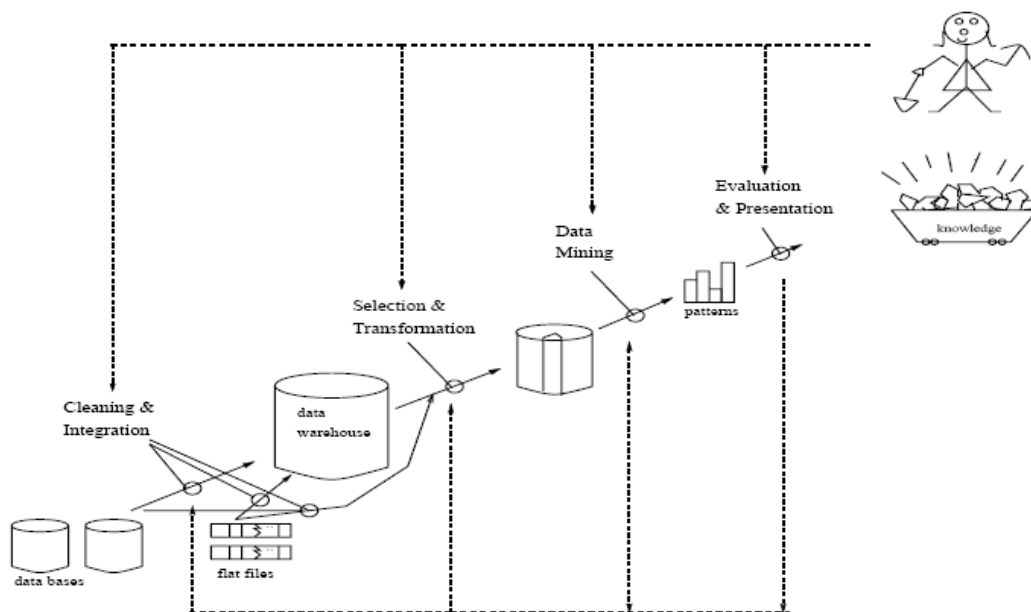 Evaluation
& Presentation
knowledge
Data
Mining
patterns
Selection &
Transformation
Cleaning &
Integration
data
warehouse
data bases
flat files